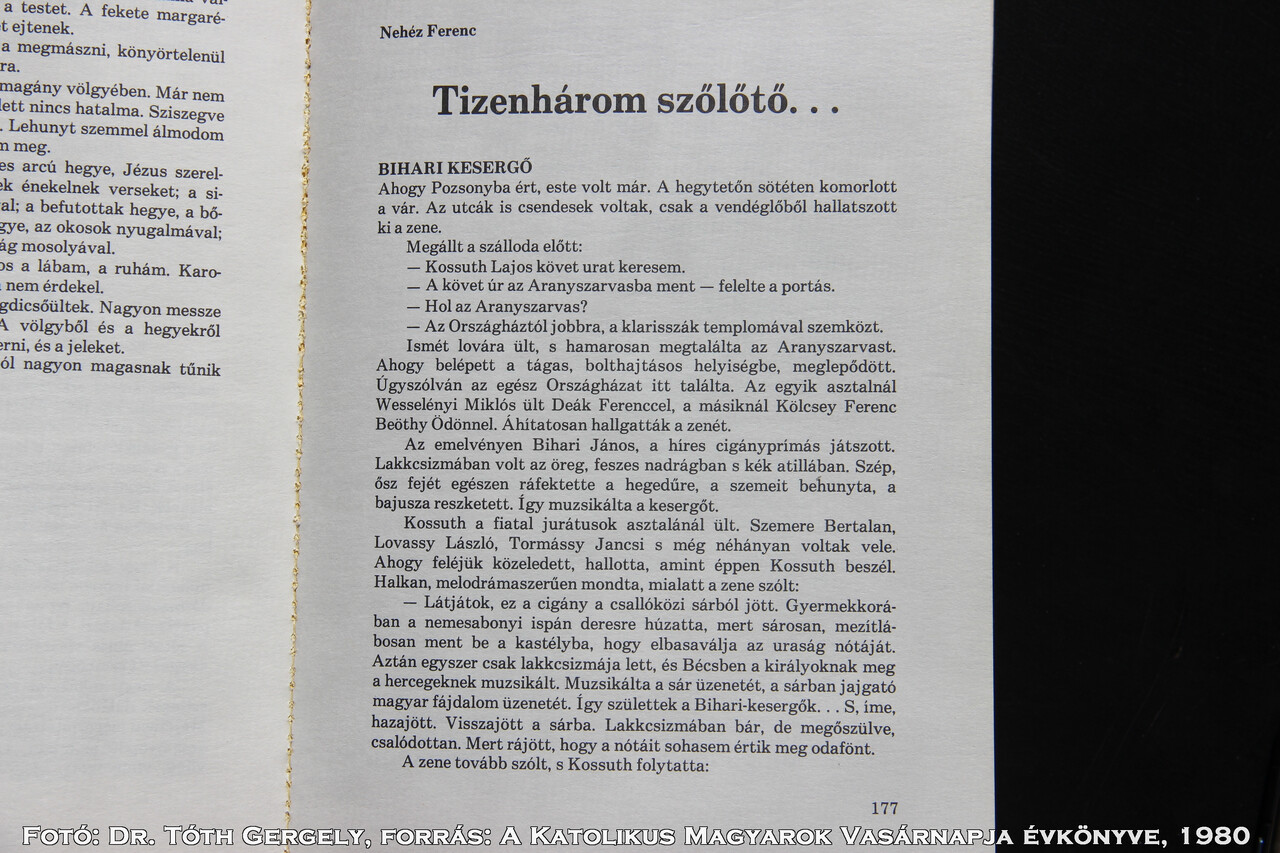 a testet. A fekete margaré-
t ejtenek.
a megmászni, könyörtelenül
ra.
magány völgyében. Már nem
lett nincs hatalma. Sziszegve
. Lehunyt szemmel álmodom
m meg.
es arcú hegye, Jézus szerel-
ek énekelnek verseket; a si-
al; a befutottak hegye, a bő-
gye, az okosok nyugalmával;
ág mosolyával.
os a lábam, a ruhám. Karo-
nem érdekel.
gdicsőültek. Nagyon messze
A völgyből és a hegyekről
erni, és a jeleket.
ól nagyon magasnak tűnik
Nehéz Ferenc
Tizenhárom szőlőtő. . .
BIHARI KESERGŐ
Ahogy Pozsonyba ért, este volt már. A hegytetőn sötéten komorlott
a vár. Az utcák is csendesek voltak, csak a vendéglőből hallatszott
ki a zene.
Megállt a szálloda előtt:
— Kossuth Lajos követ urat keresem.
— A követ úr az Aranyszarvasba ment — felelte a portás.
— Hol az Aranyszarvas?
— Az Országháztól jobbra, a klarisszák templomával szemközt.
Ismét lovára ült, s hamarosan megtalálta az Aranyszarvast.
Ahogy belépett a tágas, bolthajtásos helyiségbe, meglepődött.
Úgyszólván az egész Országházat itt találta. Az egyik asztalnál
Wesselényi Miklós ült Deák Ferenccel, a másiknál Kölcsey Ferenc
Beöthy Ödönnel. Áhítatosan hallgatták a zenét.
Az emelvényen Bihari János, a híres cigányprímás játszott.
Lakkcsizmában volt az öreg, feszes nadrágban s kék atillában. Szép,
ősz fejét egészen ráfektette a hegedűre, a szemeit behunyta, a
bajusza reszketett. Így muzsikálta a kesergőt.
Kossuth a fiatal jurátusok asztalánál ült. Szemere Bertalan,
Lovassy László, Tormássy Jancsi s még néhányan voltak vele.
Ahogy feléjük közeledett, hallotta, amint éppen Kossuth beszél.
Halkan, melodrámaszerűen mondta, mialatt a zene szólt:
— Látjátok, ez a cigány a csallóközi sárból jött. Gyermekkorá-
ban a nemesabonyi ispán deresre húzatta, mert sárosan, mezítlá-
bosan ment be a kastélyba, hogy elbasaválja az uraság nótáját.
Aztán egyszer csak lakkcsizmája lett, és Bécsben a királyoknak meg
a hercegeknek muzsikált. Muzsikálta a sár üzenetét, a sárban jajgató
magyar fájdalom üzenetét. Így születtek a Bihari-kesergők. . . S, íme,
hazajött. Visszajött a sárba. Lakkcsizmában bár, de megőszülve,
csalódottan. Mert rájött, hogy a nótáit sohasem értik meg odafönt.
A zene tovább szólt, s Kossuth folytatta:
177
Fotó: Dr. Tóth Gergely, forrás: A Katolikus Magyarok Vasárnapja évkönyve, 1980